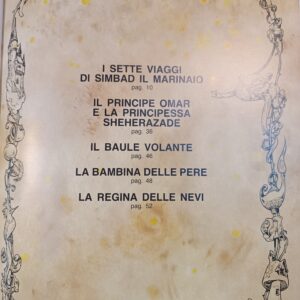 I SETTE VIAGGI
DI SIMBAD IL MARINAIO
pag. 10
IL PRINCIPE OMAR
E LA PRINCIPESSA
SHEHERAZADE
pag. 36
IL BAULE VOLANTE
pag. 46
LA BAMBINA DELLE PERE
pag. 48
LA REGINA DELLE NEVI
pag. 52